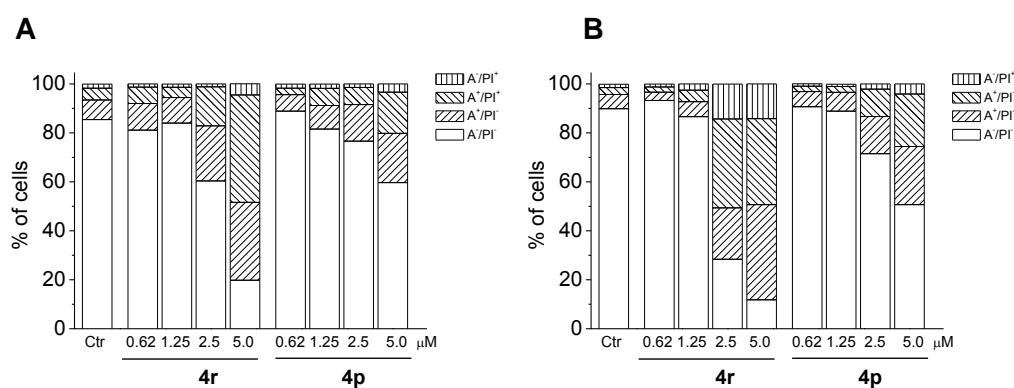 A
B
100
80
60
40
20
0
% of cells
A⁻/PI⁺
A⁺/PI⁺
A⁺/PI⁻
A⁻/PI⁻
Ctr 0.62 1.25 2.5 5.0 0.62 1.25 2.5 5.0 μM
4r 4p
100
80
60
40
20
0
% of cells
A⁻/PI⁺
A⁺/PI⁺
A⁺/PI⁻
A⁻/PI⁻
Ctr 0.62 1.25 2.5 5.0 0.62 1.25 2.5 5.0 μM
4r 4p